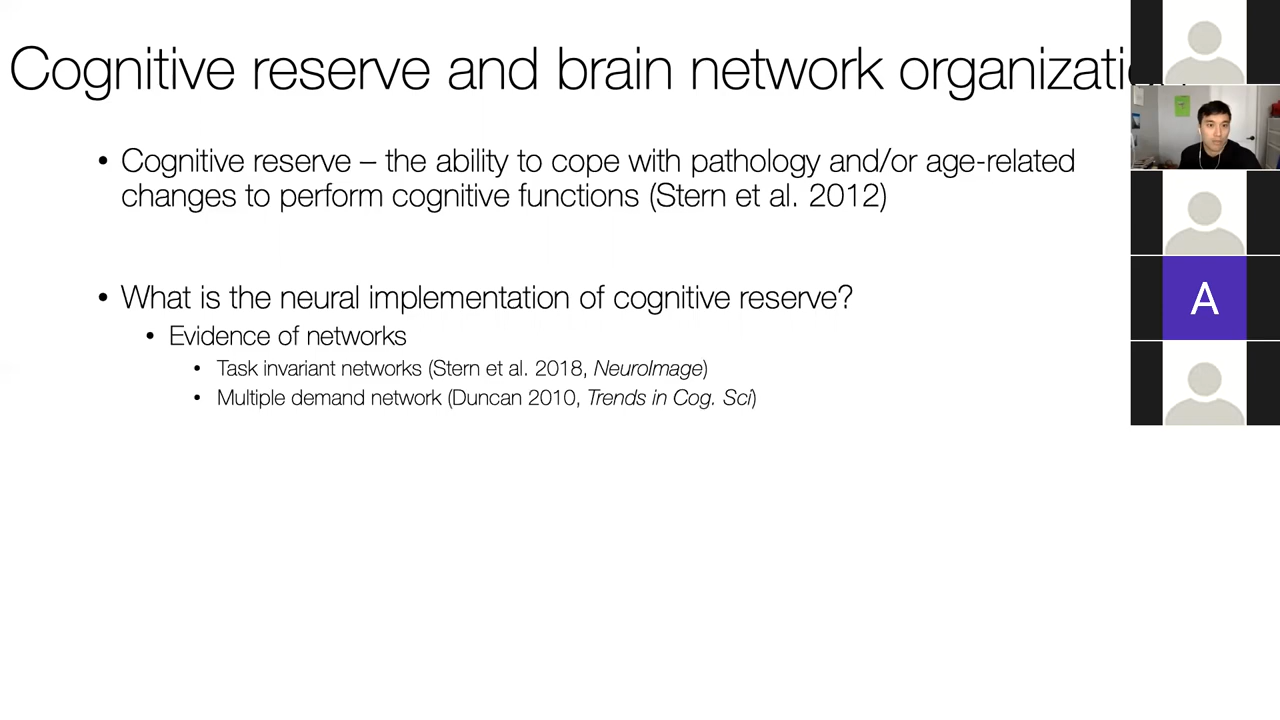 Cognitive reserve and brain network organizati
• Cognitive reserve – the ability to cope with pathology and/or age-related
changes to perform cognitive functions (Stern et al. 2012)
• What is the neural implementation of cognitive reserve?
• Evidence of networks
• Task invariant networks (Stern et al. 2018, NeuroImage)
• Multiple demand network (Duncan 2010, Trends in Cog. Sci)
A